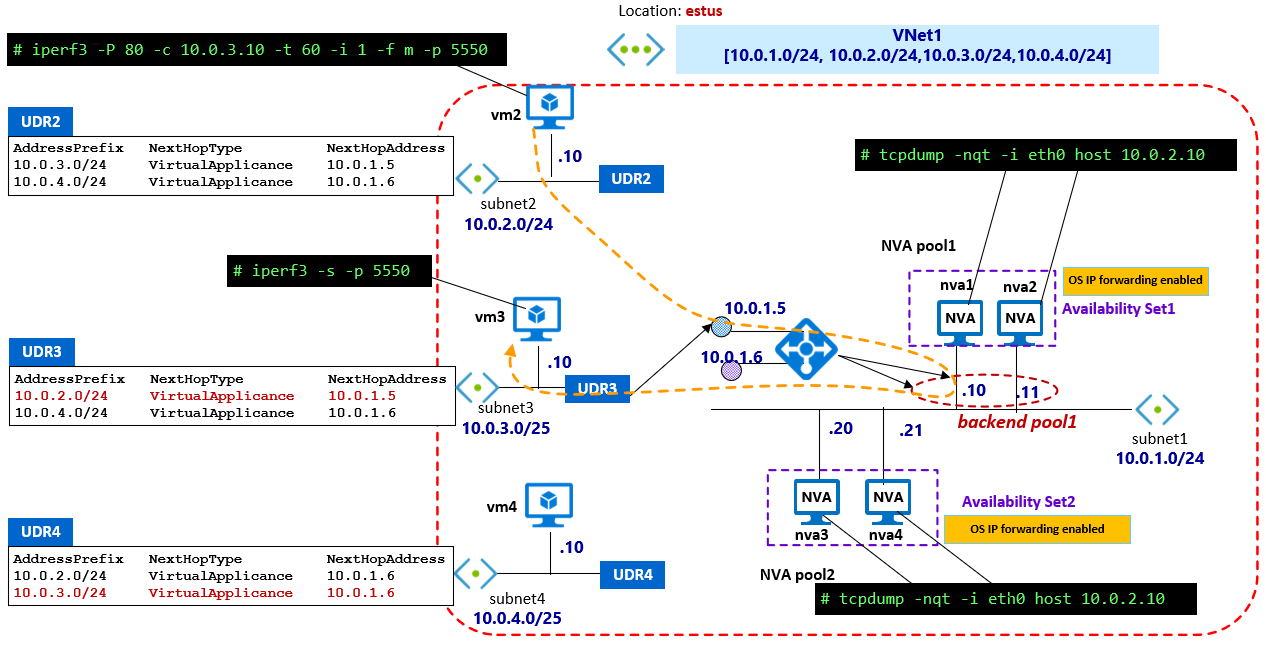 Location: estus
VNet1
[10.0.1.0/24, 10.0.2.0/24,10.0.3.0/24,10.0.4.0/24]
# iperf3 -P 80 -c 10.0.3.10 -t 60 -i 1 -f m -p 5550
vm2
.10
UDR2
AddressPrefix NextHopType NextHopAddress
10.0.3.0/24 VirtualApplicance 10.0.1.5
10.0.4.0/24 VirtualApplicance 10.0.1.6
UDR2
subnet2
10.0.2.0/24
# tcpdump -nqt -i eth0 host 10.0.2.10
NVA pool1
nva1
nva2
NVA
NVA
OS IP forwarding enabled
Availability Set1
# iperf3 -s -p 5550
vm3
.10
10.0.1.5
10.0.1.6
UDR3
AddressPrefix NextHopType NextHopAddress
10.0.2.0/24 VirtualApplicance 10.0.1.5
10.0.4.0/24 VirtualApplicance 10.0.1.6
UDR3
subnet3
10.0.3.0/25
.10
.11
backend pool1
subnet1
10.0.1.0/24
.20
.21
NVA
NVA
nva3
nva4
Availability Set2
OS IP forwarding enabled
NVA pool2
# tcpdump -nqt -i eth0 host 10.0.2.10
vm4
.10
UDR4
AddressPrefix NextHopType NextHopAddress
10.0.2.0/24 VirtualApplicance 10.0.1.6
10.0.3.0/24 VirtualApplicance 10.0.1.6
UDR4
subnet4
10.0.4.0/25